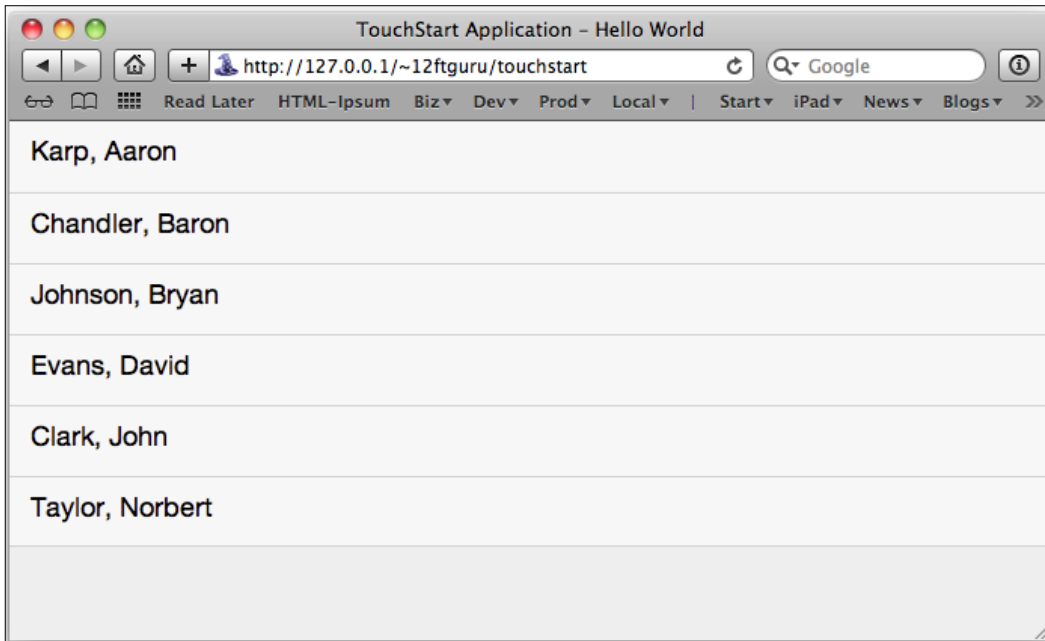 TouchStart Application – Hello World
http://127.0.0.1/~12ftguru/touchstart
Google
Read Later HTML-Ipsum Biz Dev Prod Local | Start iPad News Blogs
Karp, Aaron
Chandler, Baron
Johnson, Bryan
Evans, David
Clark, John
Taylor, Norbert